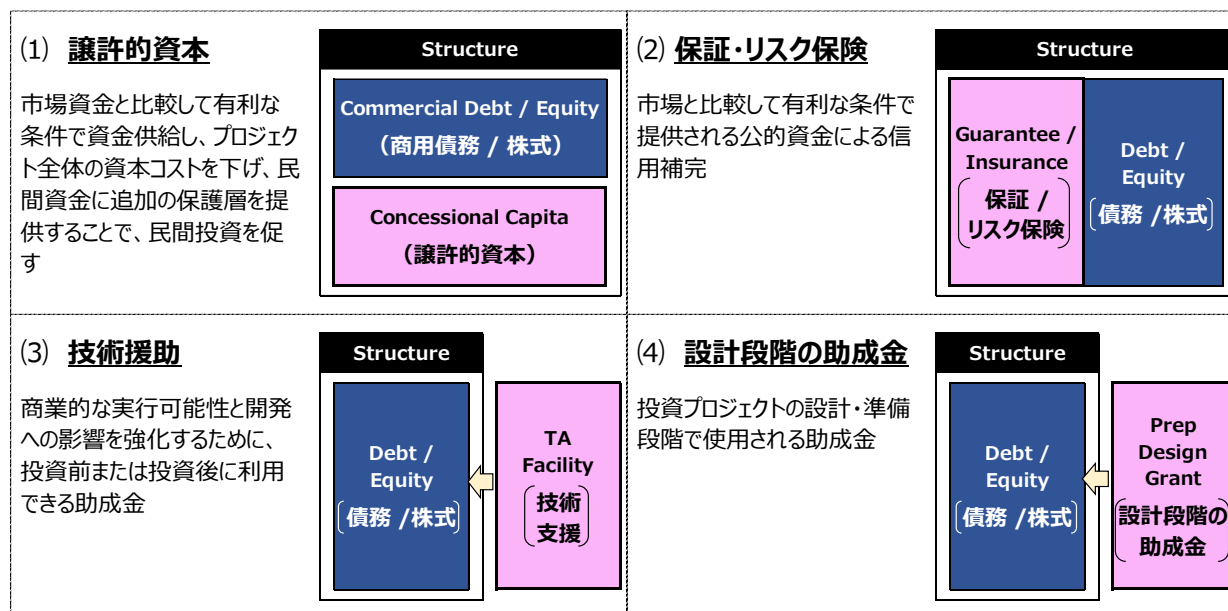 (1) 譲許的資本
市場資金と比較して有利な
条件で資金供給し、プロジェク
ト全体の資本コストを下げ、民
間資金に追加の保護層を提
供することで、民間投資を促
す
Structure
Commercial Debt / Equity
（商用債務 / 株式）
Concessional Capita
（譲許的資本）
(2) 保証・リスク保険
市場と比較して有利な条件で
提供される公的資金による信
用補完
Structure
Guarantee /
Insurance
保証 /
リスク保険
Debt /
Equity
債務 /株式
(3) 技術援助
商業的な実行可能性と開発
への影響を強化するために、
投資前または投資後に利用
できる助成金
Structure
Debt /
Equity
債務 /株式
TA
Facility
技術
支援
(4) 設計段階の助成金
投資プロジェクトの設計・準備
段階で使用される助成金
Structure
Debt /
Equity
債務 /株式
Prep
Design
Grant
設計段階の
助成金